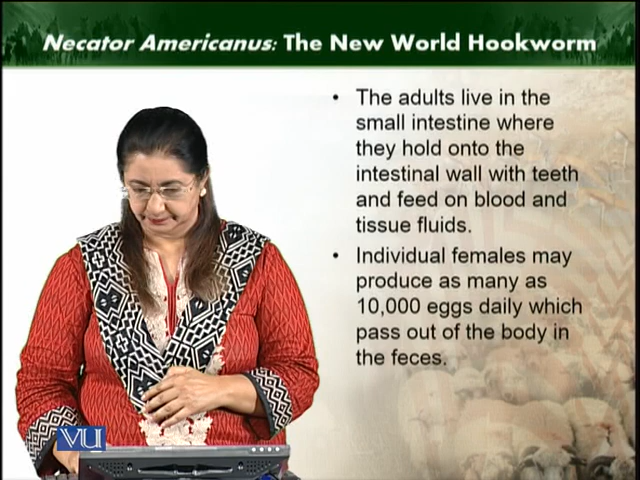 Necator Americanus: The New World Hookworm
• The adults live in the
small intestine where
they hold onto the
intestinal wall with teeth
and feed on blood and
tissue fluids.
• Individual females may
produce as many as
10,000 eggs daily which
pass out of the body in
the feces.
VU